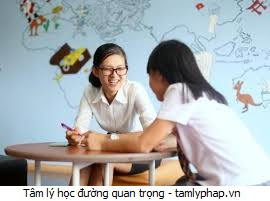 Tâm lý học đường quan trọng - tamlyphap.vn